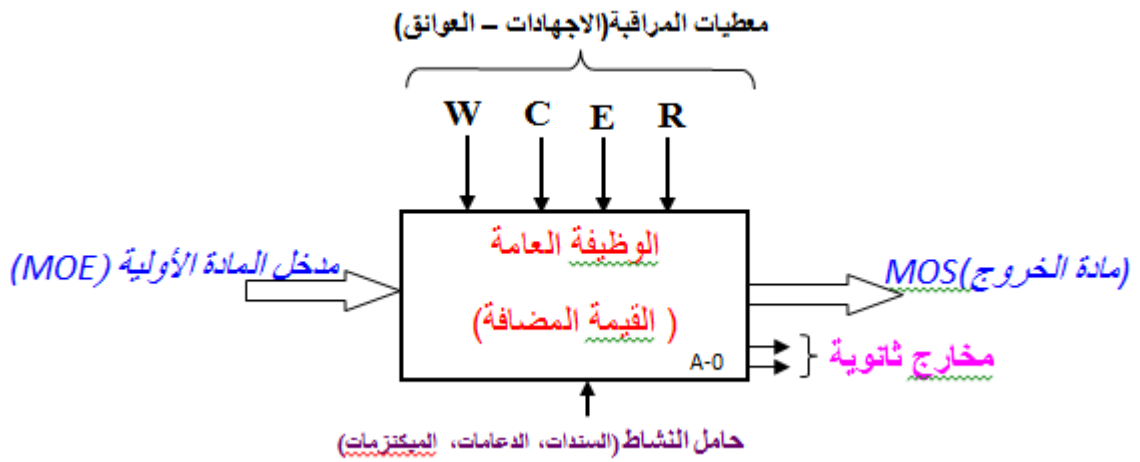 معطيات المراقبة(الاجهادات – العوائق)
W C E R
الوظيفة العامة
مدخل المادة الأولية (MOE)
(مادة الخروج)MOS
( القيمة المضافة)
مخارج ثانوية
A-0
حامل النشاط (السندات، الدعامات، الميكنزمات)